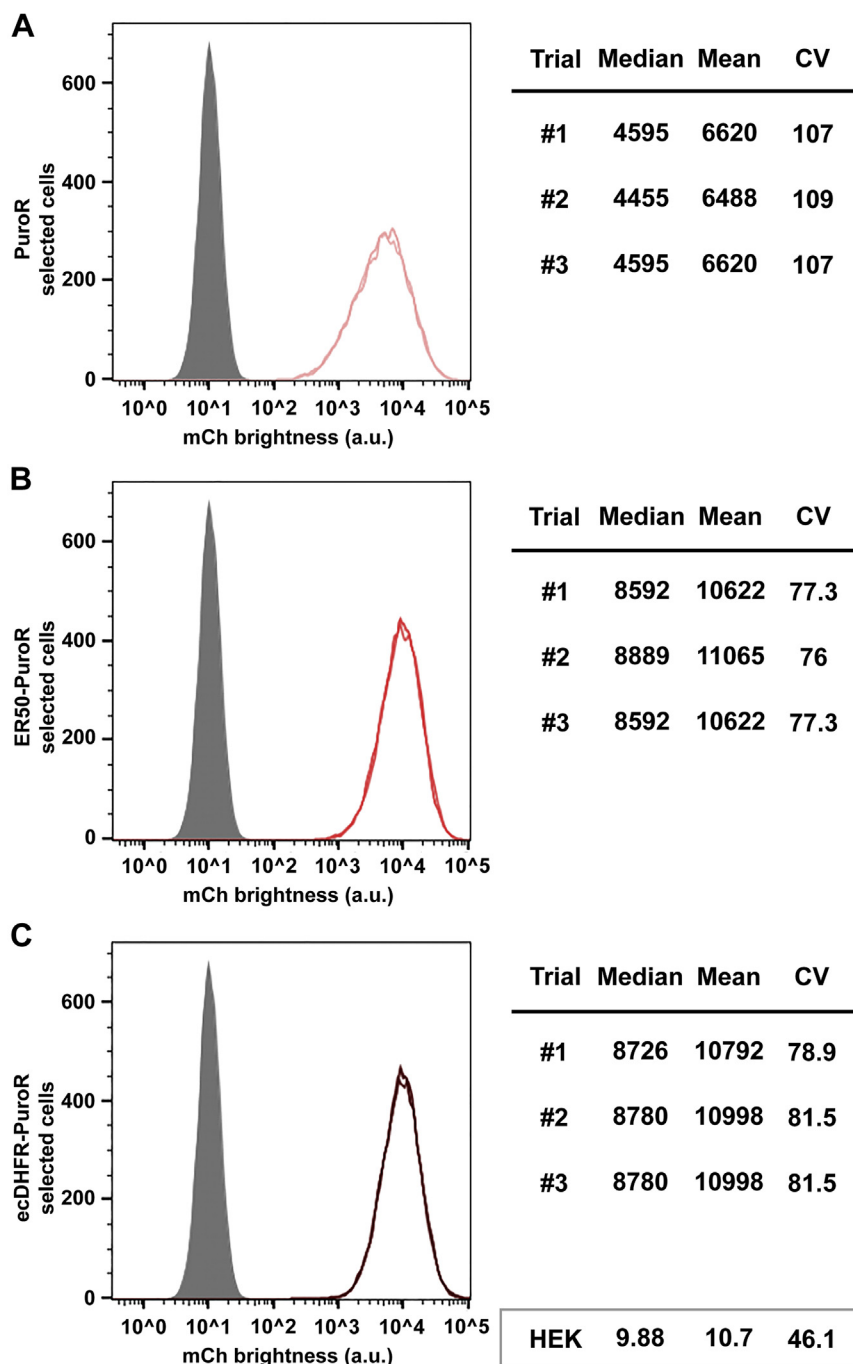 A
PuroR
selected cells
600
400
200
0
10^0 10^1 10^2 10^3 10^4 10^5
mCh brightness (a.u.)
Trial Median Mean CV
#1 4595 6620 107
#2 4455 6488 109
#3 4595 6620 107
B
ER50-PuroR
selected cells
600
400
200
0
10^0 10^1 10^2 10^3 10^4 10^5
mCh brightness (a.u.)
Trial Median Mean CV
#1 8592 10622 77.3
#2 8889 11065 76
#3 8592 10622 77.3
C
ecDHFR-PuroR
selected cells
600
400
200
0
10^0 10^1 10^2 10^3 10^4 10^5
mCh brightness (a.u.)
Trial Median Mean CV
#1 8726 10792 78.9
#2 8780 10998 81.5
#3 8780 10998 81.5
HEK 9.88 10.7 46.1